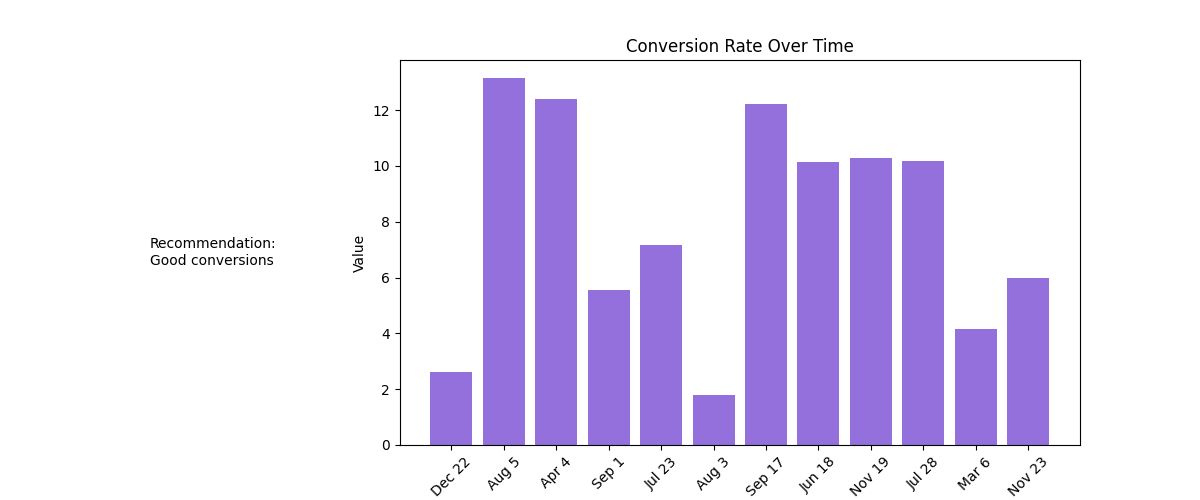 Conversion Rate Over Time
Recommendation:
Good conversions
Value
12
10
8
6
4
2
0
Dec 22
Aug 5
Apr 4
Sep 1
Jul 23
Aug 3
Sep 17
Jun 18
Nov 19
Jul 28
Mar 6
Nov 23